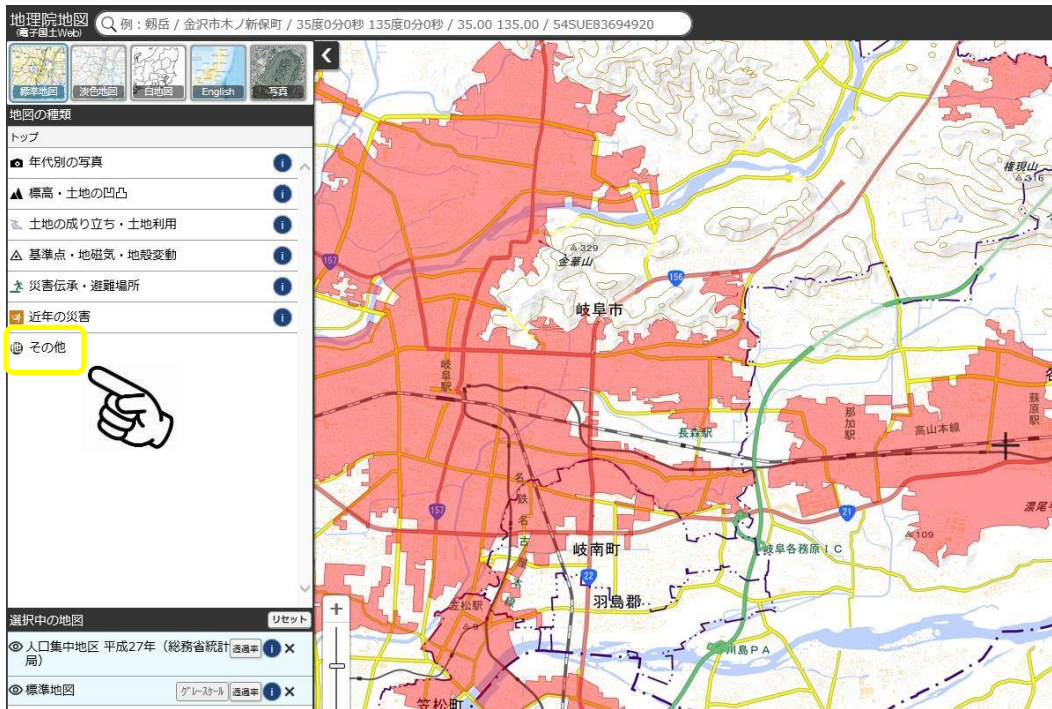 地理院地図
(電子国土Web)
例：剱岳 / 金沢市木ノ新保町 / 35度0分0秒 135度0分0秒 / 35.00 135.00 / 54SUE83694920
標準地図
淡色地図
白地図
English
写真
地図の種類
トップ
年代別の写真
標高・土地の凹凸
土地の成り立ち・土地利用
基準点・地磁気・地殻変動
災害伝承・避難場所
近年の災害
その他
選択中の地図
リセット
人口集中地区 平成27年（総務省統計局）
透過率
標準地図
グレースケール
透過率
権現山
316
329
金華山
157
156
岐阜市
岐阜駅
長森駅
那加駅
高山本線
蘇原駅
157
名鉄名古屋本線
21
109
岐南町
岐阜各務原ＩＣ
22
羽島郡
笠松駅
9
川島ＰＡ
笠松町